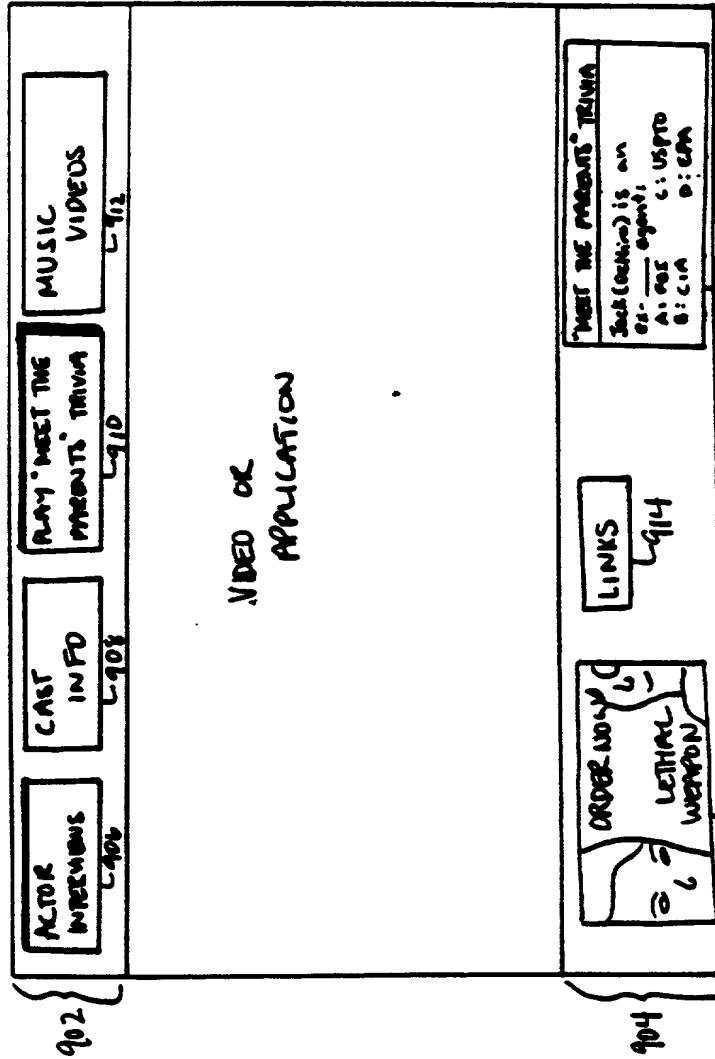 902
ACTOR
INTERVIEWS
906
CAST
INFO
908
PLAY "MEET THE
PARENTS" TRIVIA
910
MUSIC
VIDEOS
912
VIDEO OR
APPLICATION
904
ORDER NOW
LETHAL
WEAPON
LINKS
914
"MEET THE PARENTS" TRIVIA
Jack (DeNiro) is an
ex- ____ agent:
A: FBI C: USPTO
B: CIA D: CPA